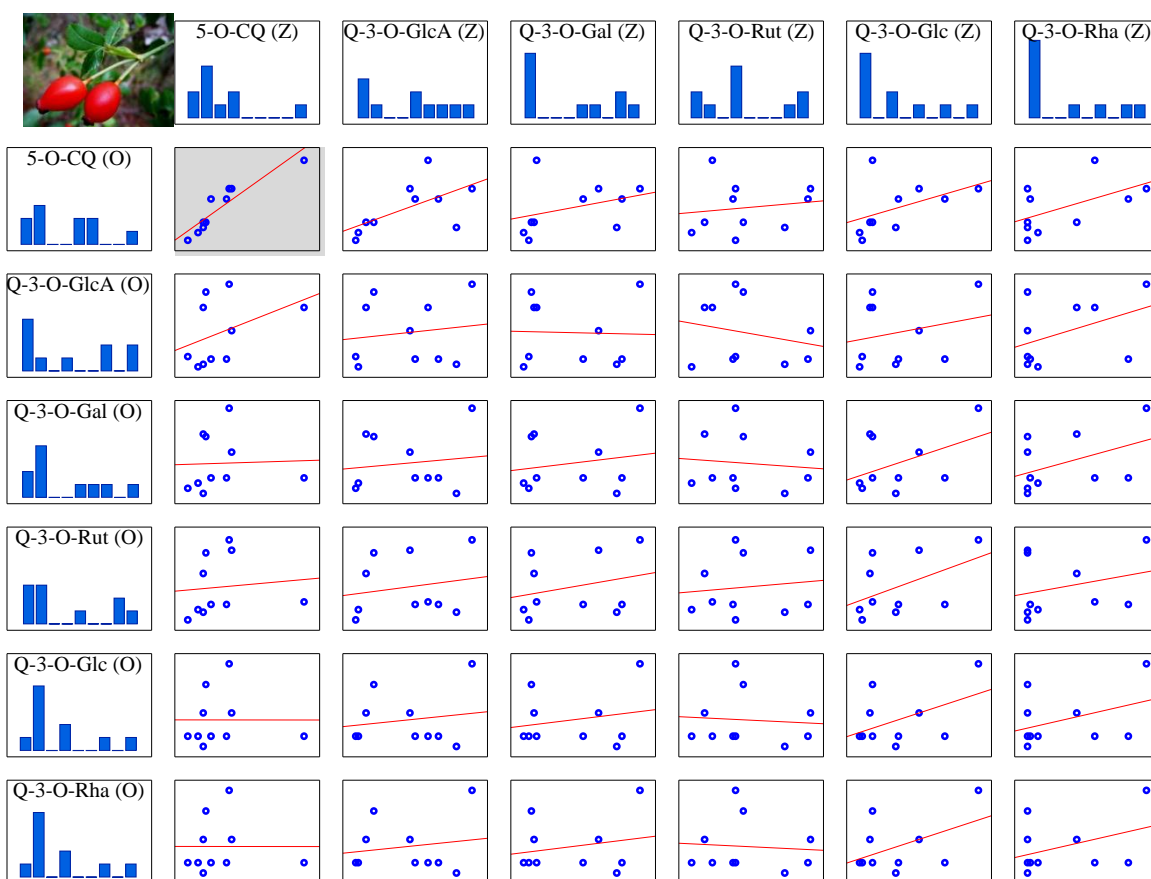 5-O-CQ (Z)
Q-3-O-GlcA (Z)
Q-3-O-Gal (Z)
Q-3-O-Rut (Z)
Q-3-O-Glc (Z)
Q-3-O-Rha (Z)
5-O-CQ (O)
Q-3-O-GlcA (O)
Q-3-O-Gal (O)
Q-3-O-Rut (O)
Q-3-O-Glc (O)
Q-3-O-Rha (O)